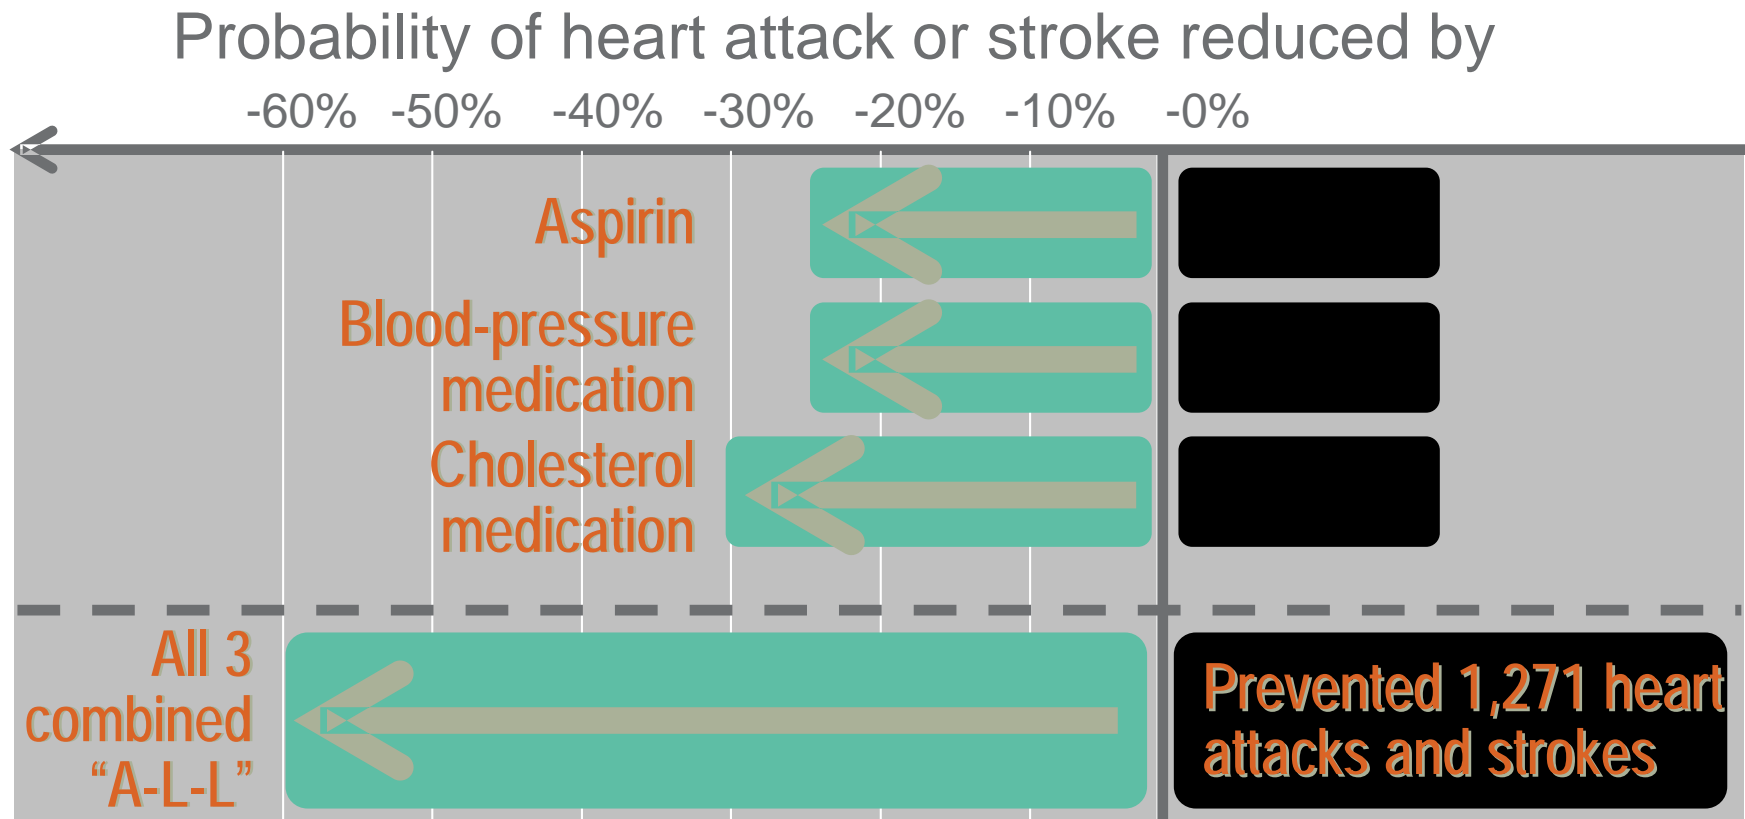 Probability of heart attack or stroke reduced by
-60% -50% -40% -30% -20% -10% -0%
Aspirin
Blood-pressure
medication
Cholesterol
medication
All 3
combined
“A-L-L”
Prevented 1,271 heart
attacks and strokes